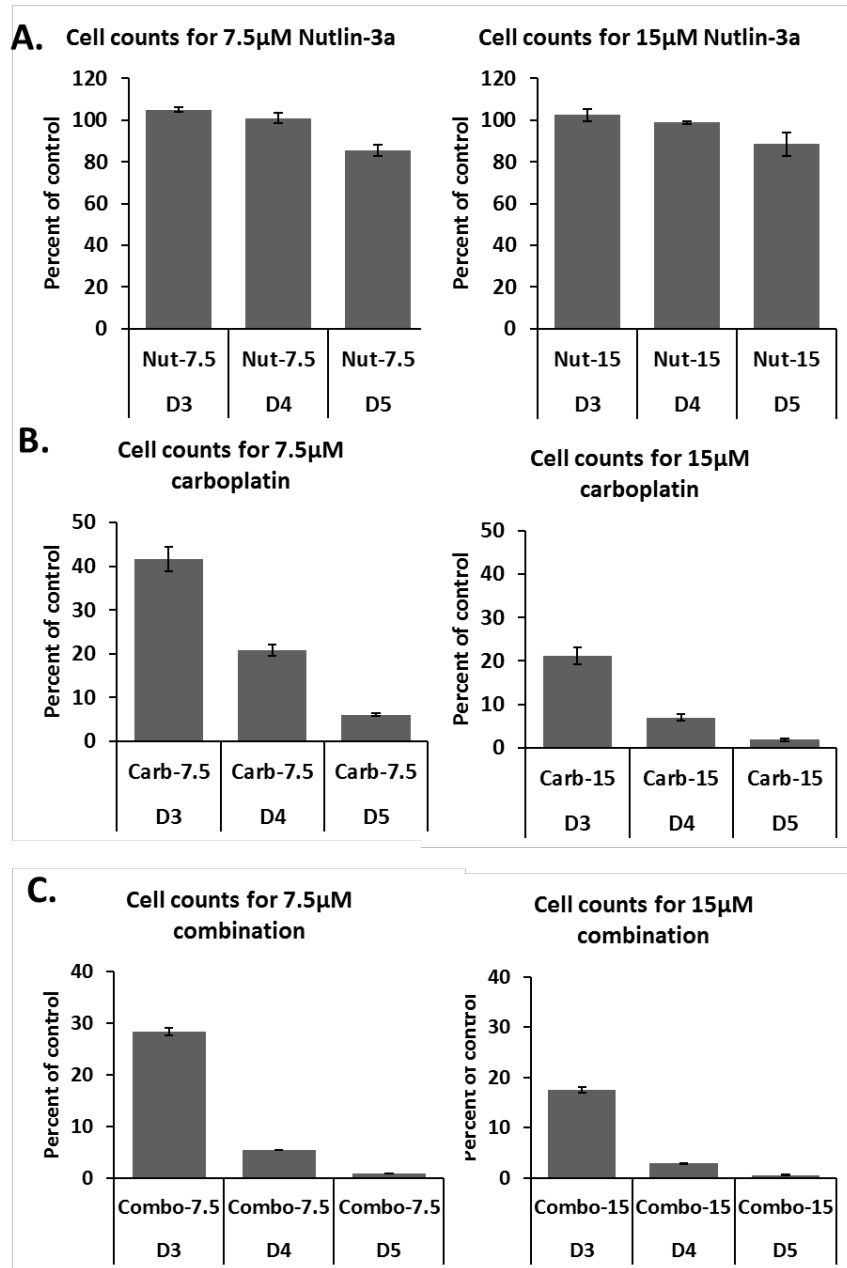 A.
Cell counts for 7.5µM Nutlin-3a
Percent of control
120
100
80
60
40
20
0
Nut-7.5 Nut-7.5 Nut-7.5
D3 D4 D5
Cell counts for 15µM Nutlin-3a
Percent of control
120
100
80
60
40
20
0
Nut-15 Nut-15 Nut-15
D3 D4 D5
B.
Cell counts for 7.5µM
carboplatin
Percent of control
50
40
30
20
10
0
Carb-7.5 Carb-7.5 Carb-7.5
D3 D4 D5
Cell counts for 15µM
carboplatin
Percent of control
50
40
30
20
10
0
Carb-15 Carb-15 Carb-15
D3 D4 D5
C.
Cell counts for 7.5µM
combination
Percent of control
40
30
20
10
0
Combo-7.5 Combo-7.5 Combo-7.5
D3 D4 D5
Cell counts for 15µM
combination
Percent of control
40
30
20
10
0
Combo-15 Combo-15 Combo-15
D3 D4 D5